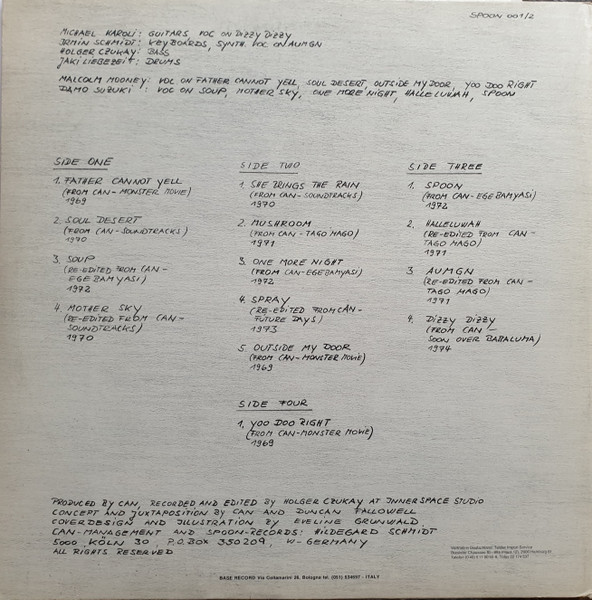 SPOON 001/2
MICHAEL KAROLI: GUITARS, VOC ON DIZZY DIZZY
IRMIN SCHMIDT: KEYBOARDS, SYNTH. VOC ON AUMGN
HOLGER CZUKAY: BASS
JAKI LIEBEZEIT: DRUMS
MALCOLM MOONEY: VOC ON FATHER CANNOT YELL, SOUL DESERT, OUTSIDE MY DOOR, YOO DOO RIGHT
DAMO SUZUKI : VOC ON SOUP, MOTHER SKY, ONE MORE NIGHT, HALLELUWAH, SPOON
SIDE ONE
1. FATHER CANNOT YELL
(FROM CAN-MONSTER MOVIE)
1969
2. SOUL DESERT
(FROM CAN-SOUNDTRACKS)
1970
3. SOUP
(RE-EDITED FROM CAN-
EGE BAMYASI)
1972
4. MOTHER SKY
(RE-EDITED FROM CAN-
SOUNDTRACKS)
1970
SIDE TWO
1. SHE BRINGS THE RAIN
(FROM CAN-SOUNDTRACKS)
1970
2. MUSHROOM
(FROM CAN-TAGO MAGO)
1971
3. ONE MORE NIGHT
(FROM CAN-EGE BAMYASI)
1972
4. SPRAY
(RE-EDITED FROM CAN-
FUTURE DAYS)
1973
5. OUTSIDE MY DOOR
(FROM CAN-MONSTER MOVIE)
1969
SIDE THREE
1. SPOON
(FROM CAN-EGE BAMYASI)
1972
2. HALLELUWAH
(RE-EDITED FROM CAN-
TAGO MAGO)
1971
3. AUMGN
(RE-EDITED FROM CAN-
TAGO MAGO)
1971
4. DIZZY DIZZY
(FROM CAN-
SOON OVER BABALUMA)
1974
SIDE FOUR
1. YOO DOO RIGHT
(FROM CAN-MONSTER MOVIE)
1969
PRODUCED BY CAN, RECORDED AND EDITED BY HOLGER CZUKAY AT INNERSPACE STUDIO
CONCEPT AND JUXTAPOSITION BY CAN AND DUNCAN FALLOWELL
COVERDESIGN AND ILLUSTRATION BY EVELINE GRUNWALD
CAN-MANAGEMENT AND SPOON-RECORDS: HILDEGARD SCHMIDT
5000 KÖLN 30, P.O.BOX 350209, W-GERMANY
ALL RIGHTS RESERVED
BASE RECORD Via Collamarini 26, Bologna tel. (051) 534697 - ITALY